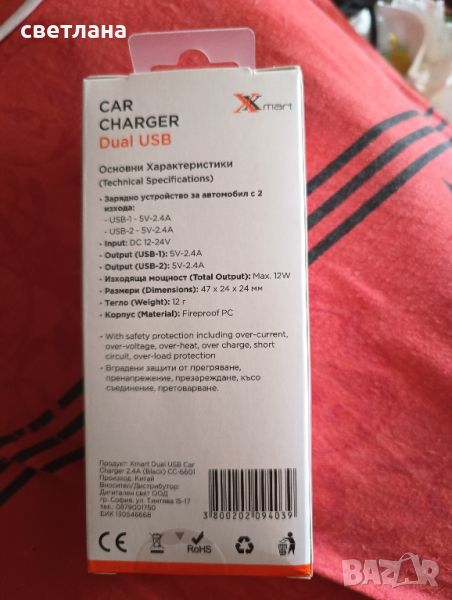 светлана
CAR
CHARGER
Dual USB
Xmart
Основни Характеристики
(Technical Specifications)
• Зарядно устройство за автомобил с 2
изхода:
- USB-1 - 5V-2.4A
- USB-2 - 5V-2.4A
• Input: DC 12-24V
• Output (USB-1): 5V-2.4A
• Output (USB-2): 5V-2.4A
• Изходяща мощност (Total Output): Max. 12W
• Размери (Dimensions): 47 x 24 x 24 мм
• Тегло (Weight): 12 г
• Корпус (Material): Fireproof PC
• With safety protection including over-current,
over-voltage, over-heat, over charge, short
circuit, over-load protection
• Вградени защити от прегряване,
пренапрежение, презареждане, късо
съединение, претоварване.
Продукт: Xmart Dual USB Car
Charger 2.4A (Black) CC-6601
Произход: Китай
Вносител/Дистрибутор:
Дигитален свят ООД
гр. София, ул. Тинтява 15-17
тел.: 0879001750
ЕИК 130546668
3 800202 094039
CE
RoHS
BAZAR